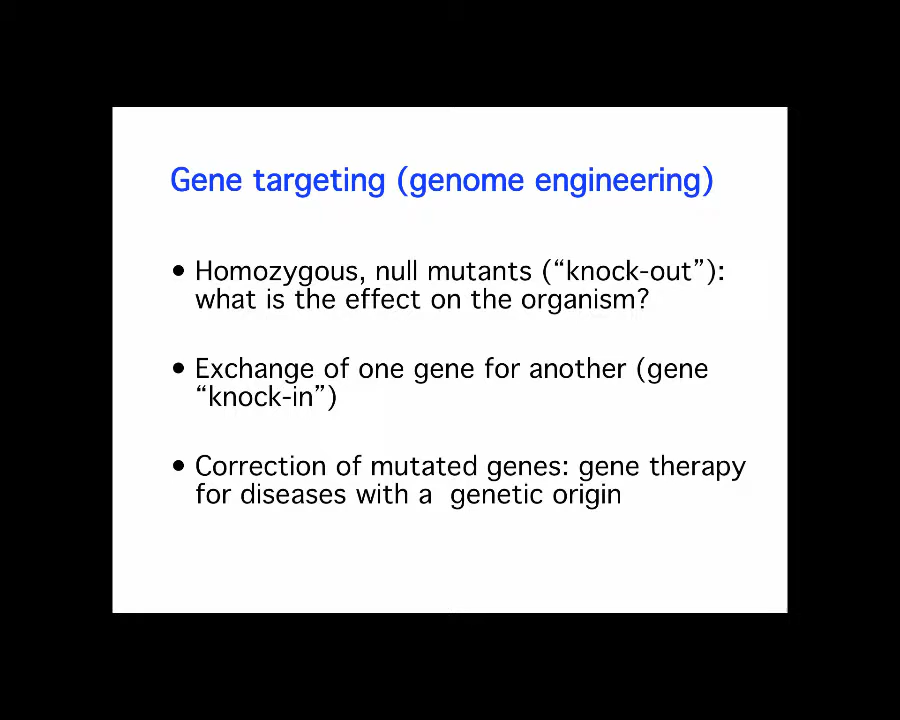 Gene targeting (genome engineering)
• Homozygous, null mutants (“knock-out”):
what is the effect on the organism?
• Exchange of one gene for another (gene
“knock-in”)
• Correction of mutated genes: gene therapy
for diseases with a  genetic origin